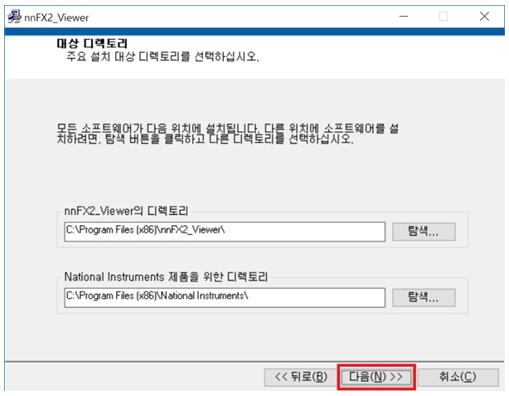 nnFX2_Viewer
대상 디렉토리
주요 설치 대상 디렉토리를 선택하십시오.
모든 소프트웨어가 다음 위치에 설치됩니다. 다른 위치에 소프트웨어를 설
치하려면, 탐색 버튼을 클릭하고 다른 디렉토리를 선택하십시오.
nnFX2_Viewer의 디렉토리
C:\Program Files (x86)\nnFX2_Viewer\
탐색...
National Instruments 제품을 위한 디렉토리
C:\Program Files (x86)\National Instruments\
탐색...
<< 뒤로(B) 다음(N) >> 취소(C)